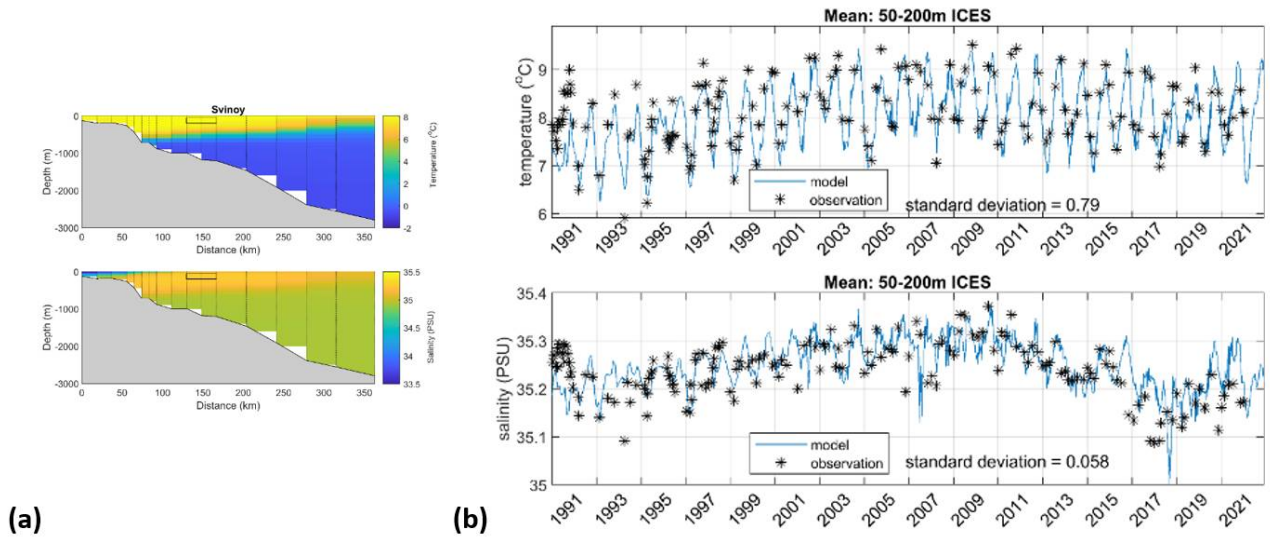 Svinoy
0
-1000
-2000
-3000
Depth (m)
0 50 100 150 200 250 300 350
Distance (km)
8
6
4
2
0
-2
Temperature (°C)
0
-1000
-2000
-3000
Depth (m)
0 50 100 150 200 250 300 350
Distance (km)
35.5
35
34.5
34
33.5
Salinity (PSU)
(a)
Mean: 50-200m ICES
9
8
7
6
temperature (°C)
model
observation
standard deviation = 0.79
1991 1993 1995 1997 1999 2001 2003 2005 2007 2009 2011 2013 2015 2017 2019 2021
Mean: 50-200m ICES
35.4
35.3
35.2
35.1
35
salinity (PSU)
model
observation
standard deviation = 0.058
1991 1993 1995 1997 1999 2001 2003 2005 2007 2009 2011 2013 2015 2017 2019 2021
(b)